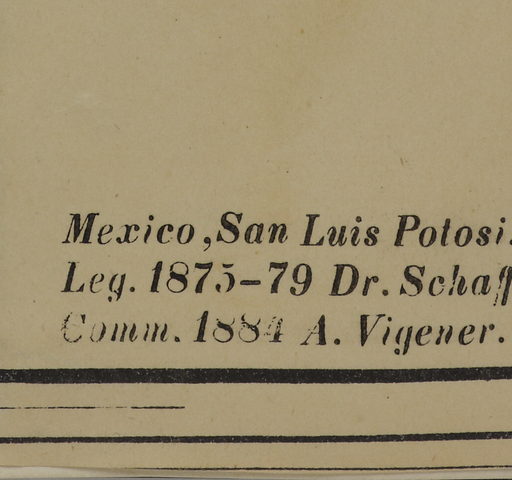 Mexico, San Luis Potosi.
Leg. 1875-79 Dr. Schaff
Comm. 1884 A. Vigener.